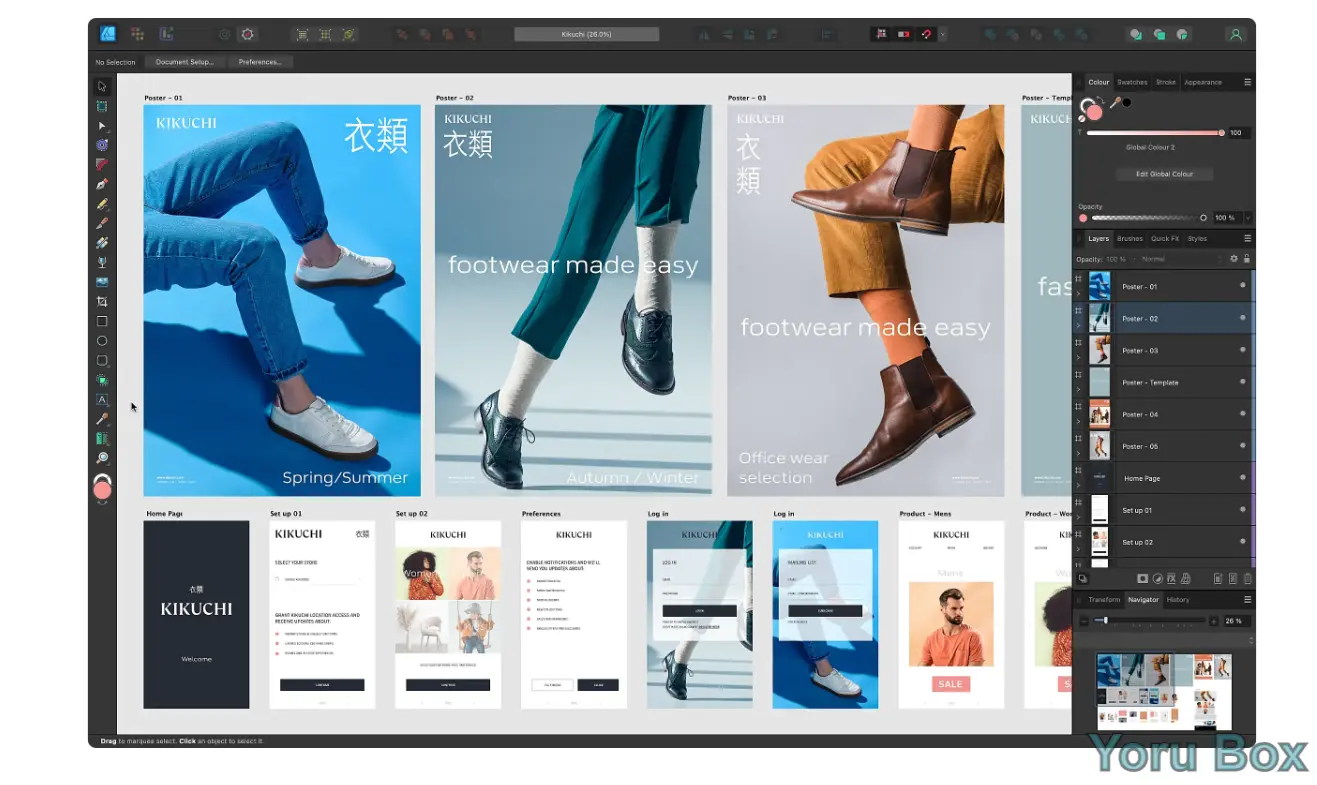 Kikuchi (26.0%)
No Selection
Document Setup...
Preferences...
Poster - 01
Poster - 02
Poster - 03
Poster - Templ
KIKUCHI
衣類
KIKUCHI
衣類
KIKUCHI
衣
類
KIKUCH
footwear made easy
footwear made easy
fas
Spring/Summer
Autumn / Winter
Office wear
selection
Home Page
Set up 01
Set up 02
Preferences
Log in
Log in
Product - Mens
Product - Wo
衣類
KIKUCHI
Welcome
KIKUCHI
衣類
SELECT YOUR STORE
GRANT KIKUCHI LOCATION ACCESS AND
RECEIVE UPDATES ABOUT:
KIKUCHI
Women
KIKUCHI
ENABLE NOTIFICATIONS AND WE'LL
SEND YOU UPDATES ABOUT:
KIKUCHI
LOG IN
KIKUCHI
MAILING LIST
KIKUCHI
Mens
SALE
KI
W
S
Colour
Swatches
Stroke
Appearance
T
100
Global Colour 2
Edit Global Colour
Opacity
100 %
Layers
Brushes
Quick FX
Styles
Opacity:
100 %
Normal
Poster - 01
Poster - 02
Poster - 03
Poster - Template
Poster - 04
Poster - 05
Home Page
Set up 01
Set up 02
Transform
Navigator
History
26 %
Drag to marquee select. Click an object to select it.
Yoru Box